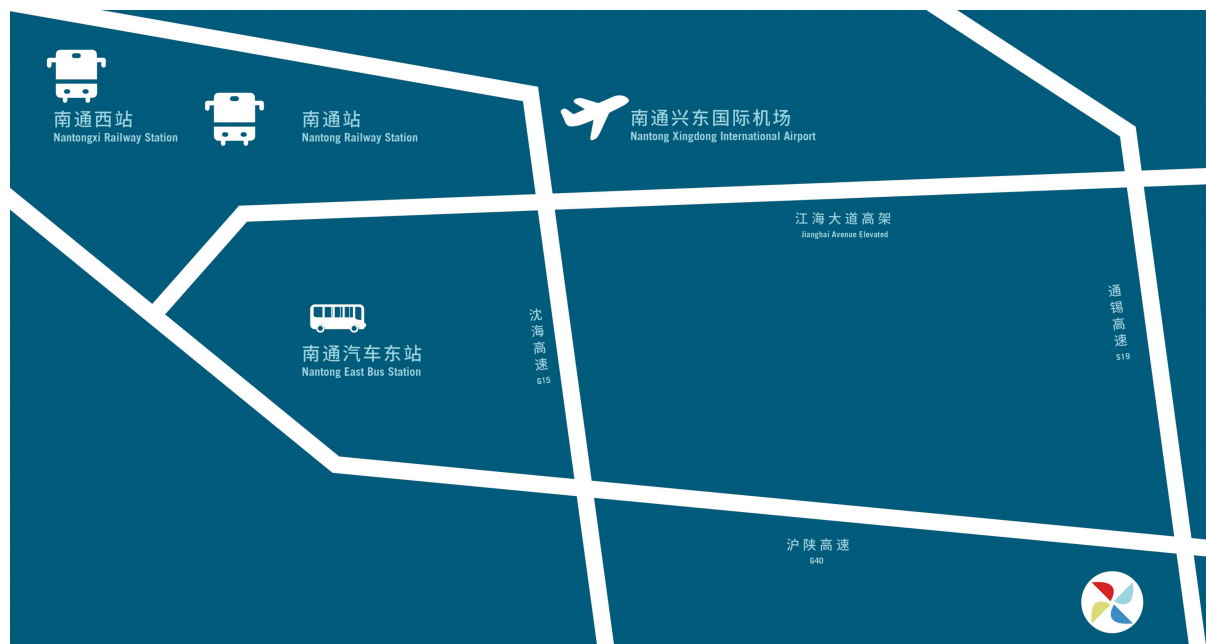 南通西站
Nantongxi Railway Station
南通站
Nantong Railway Station
南通兴东国际机场
Nantong Xingdong International Airport
江海大道高架
Jianghai Avenue Elevated
沈海高速
G15
通锡高速
S19
南通汽车东站
Nantong East Bus Station
沪陕高速
G40